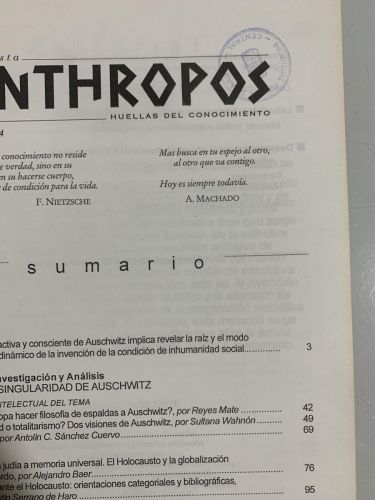 sta
NTHROPOS
HUELLAS DEL CONOCIMIENTO
4
conocimiento no reside
verdad, sino en su
n su hacerse cuerpo,
de condición para la vida.
F. NIETZSCHE
Mas busca en tu espejo al otro,
al otro que va contigo.
Hoy es siempre todavía.
A. MACHADO
sumario
activa y consciente de Auschwitz implica revelar la raíz y el modo
dinámico de la invención de la condición de inhumanidad social 3
nvestigación y Análisis
SINGULARIDAD DE AUSCHWITZ
NTELECTUAL DEL TEMA
opa hacer filosofía de espaldas a Auschwitz?, por Reyes Mate 42
d o totalitarismo? Dos visiones de Auschwitz, por Sultana Wahnón 49
por Antolín C. Sánchez Cuervo 69
a judía a memoria universal. El Holocausto y la globalización
erdo, por Alejandro Baer 76
ante el Holocausto: orientaciones categoriales y bibliográficas,
tín Serrano de Haro 95